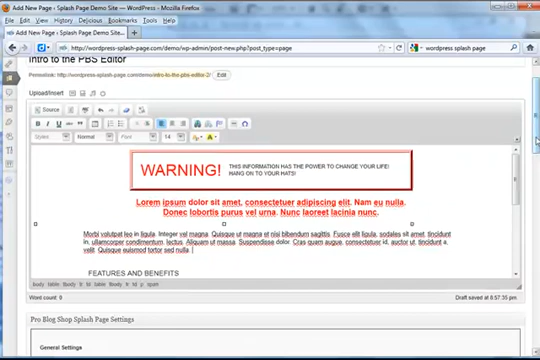 Add New Page ‹ Splash Page Demo Site — WordPress - Mozilla Firefox
File Edit View History Delicious Bookmarks Tools Help
Add New Page ‹ Splash Page Demo Site...
http://wordpress-splash-page.com/demo/wp-admin/post-new.php?post_type=page
wordpress splash page
Intro to the PBS Editor
Permalink: http://wordpress-splash-page.com/demo/intro-to-the-pbs-editor-2/ Edit
Upload/Insert
Source
Styles Normal Font 14
WARNING!
THIS INFORMATION HAS THE POWER TO CHANGE YOUR LIFE!
HANG ON TO YOUR HATS!
Lorem ipsum dolor sit amet, consectetuer adipiscing elit. Nam eu nulla.
Donec lobortis purus vel urna. Nunc laoreet lacinia nunc.
Morbi volutpat leo in ligula. Integer vel magna. Quisque ut magna et nisi bibendum sagittis. Fusce elit ligula, sodales sit amet, tincidunt
in, ullamcorper condimentum, lectus. Aliquam ut massa. Suspendisse dolor. Cras quam augue, consectetuer id, auctor ut, tincidunt a,
velit. Quisque euismod tortor sed nulla.
FEATURES AND BENEFITS
body table tbody tr td table tbody tr td p span
Word count: 0
Draft saved at 8:57:35 pm
Pro Blog Shop Splash Page Settings
General Settings